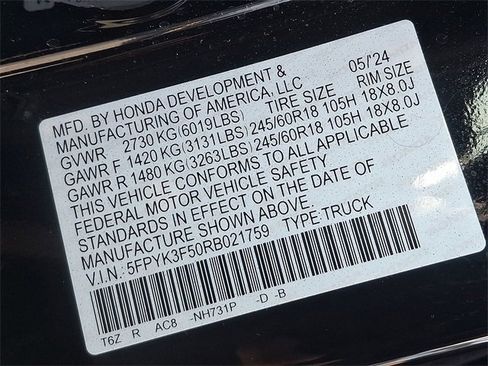 MFD. BY HONDA DEVELOPMENT & 05/'24
MANUFACTURING OF AMERICA, LLC
GVWR 2730 KG (6019LBS) TIRE SIZE RIM SIZE
GAWR F 1420 KG (3131LBS) 245/60R18 105H 18X8.0J
GAWR R 1480 KG (3263LBS) 245/60R18 105H 18X8.0J
THIS VEHICLE CONFORMS TO ALL APPLICABLE
FEDERAL MOTOR VEHICLE SAFETY
STANDARDS IN EFFECT ON THE DATE OF
MANUFACTURE SHOWN ABOVE.
V.I.N.: 5FPYK3F50RB021759 TYPE:TRUCK
T6Z R AC8 -NH731P -D -B